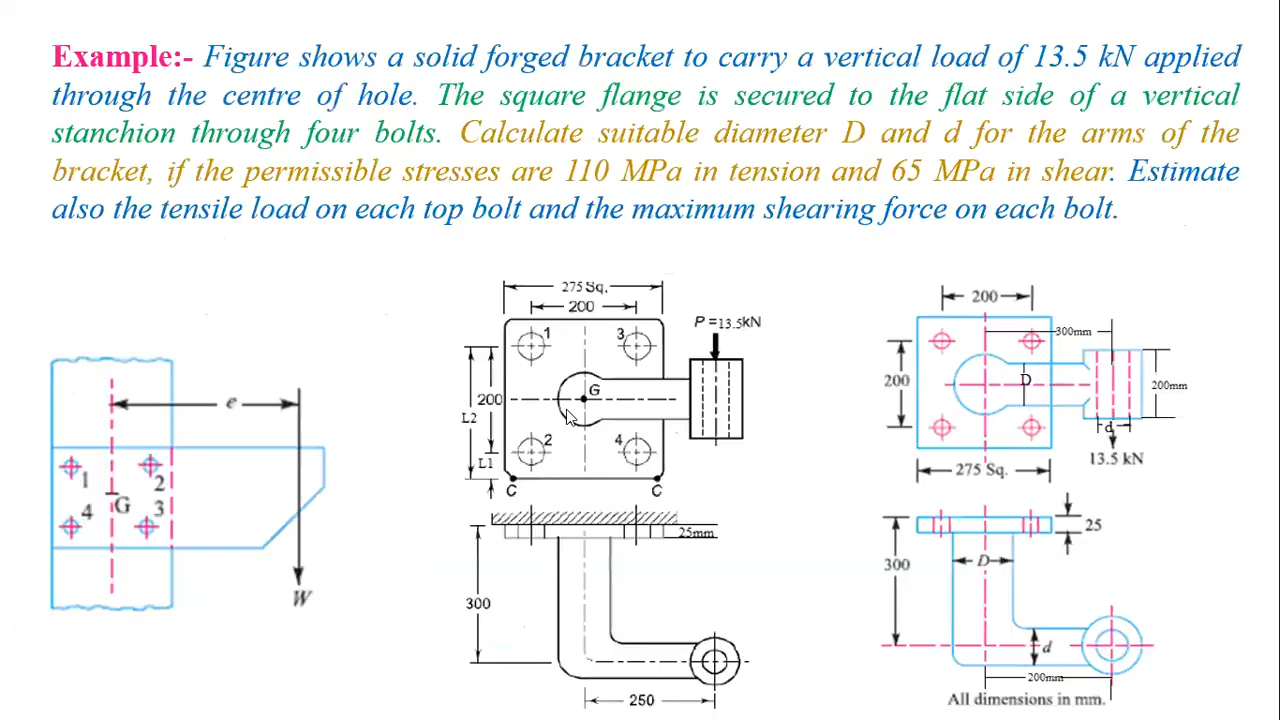 Example:- Figure shows a solid forged bracket to carry a vertical load of 13.5 kN applied
through the centre of hole. The square flange is secured to the flat side of a vertical
stanchion through four bolts. Calculate suitable diameter D and d for the arms of the
bracket, if the permissible stresses are 110 MPa in tension and 65 MPa in shear. Estimate
also the tensile load on each top bolt and the maximum shearing force on each bolt.
e
1
2
G
4
3
W
275 Sq.
200
P =13.5kN
1
3
G
200
L2
2
4
L1
C
C
25mm
300
250
200
300mm
D
200
200mm
d
13.5 kN
275 Sq.
25
300
D
d
200mm
All dimensions in mm.